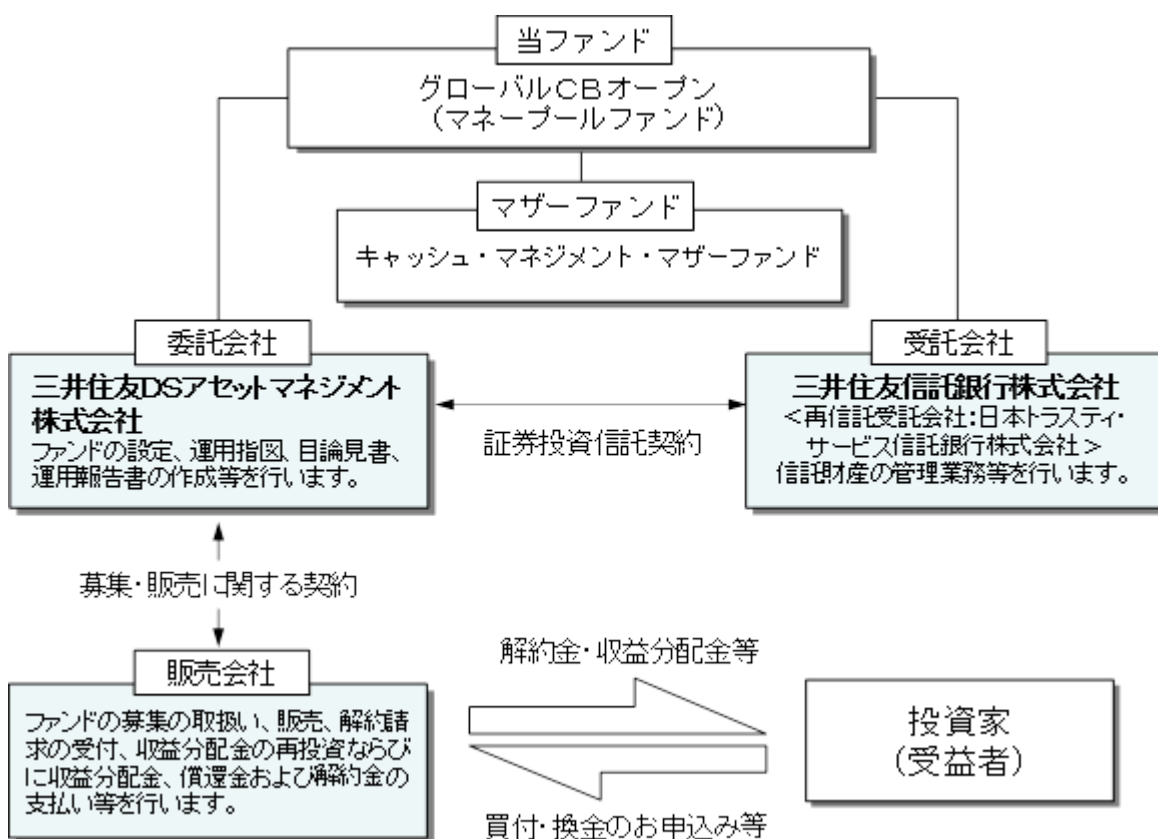 当ファンド
グローバルCBオープン
（マネープールファンド）
マザーファンド
キャッシュ・マネジメント・マザーファンド
委託会社
三井住友DSアセットマネジメント
株式会社
ファンドの設定、運用指図、目論見書、
運用報告書の作成等を行います。
証券投資信託契約
受託会社
三井住友信託銀行株式会社
＜再信託受託会社：日本トラスティ・
サービス信託銀行株式会社＞
信託財産の管理業務等を行います。
募集・販売に関する契約
販売会社
ファンドの募集の取扱い、販売、解約請
求の受付、収益分配金の再投資ならび
に収益分配金、償還金および解約金の
支払い等を行います。
解約金・収益分配金等
買付・換金のお申込み等
投資家
（受益者）